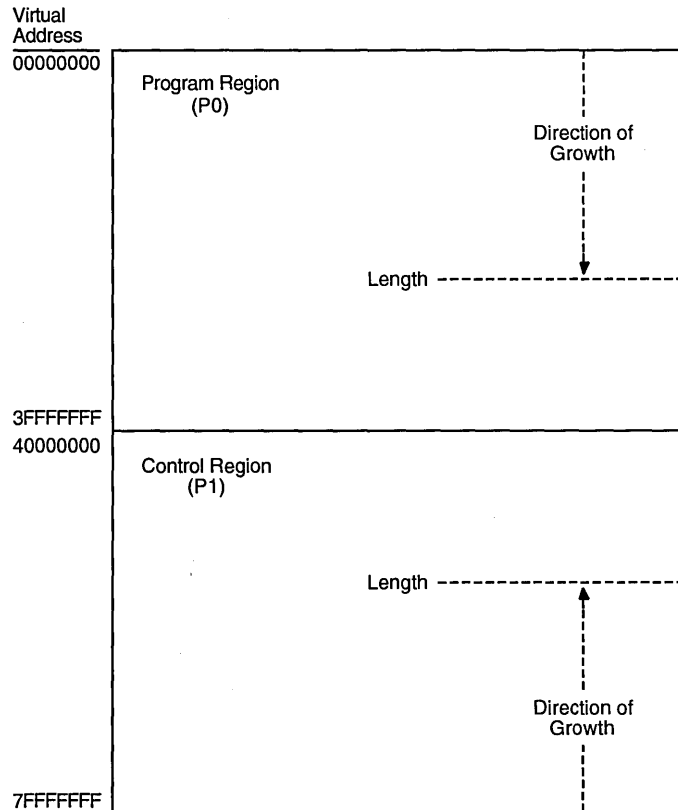 Virtual
Address
00000000
Program Region
(P0)
Direction of
Growth
Length
3FFFFFFF
40000000
Control Region
(P1)
Length
Direction of
Growth
7FFFFFFF